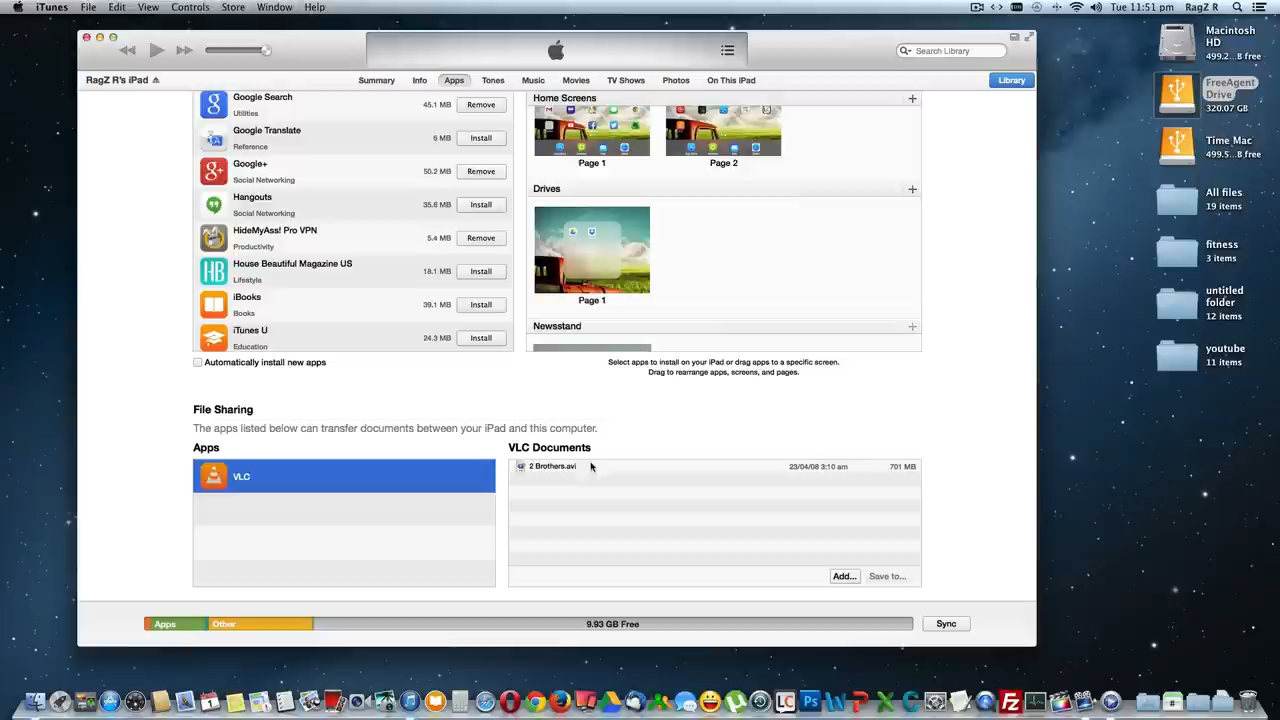 iTunes File Edit View Controls Store Window Help Tue 11:51 pm RagZ R
Search Library
RagZ R's iPad Summary Info Apps Tones Music Movies TV Shows Photos On This iPad Library
Google Search
Utilities
45.1 MB Remove
Google Translate
Reference
6 MB Install
Google+
Social Networking
50.2 MB Remove
Hangouts
Social Networking
35.6 MB Install
HideMyAss! Pro VPN
Productivity
5.4 MB Remove
House Beautiful Magazine US
Lifestyle
18.1 MB Install
iBooks
Books
39.1 MB Install
iTunes U
Education
24.3 MB Install
Home Screens
Page 1 Page 2
Drives
Page 1
Newsstand
Automatically install new apps
Select apps to install on your iPad or drag apps to a specific screen.
Drag to rearrange apps, screens, and pages.
File Sharing
The apps listed below can transfer documents between your iPad and this computer.
Apps
VLC
VLC Documents
2 Brothers.avi 23/04/08 3:10 am 701 MB
Add... Save to...
Apps Other 9.93 GB Free Sync
Macintosh
HD
499.2...B free
FreeAgent
Drive
320.07 GB
Time Mac
499.5...B free
All files
19 items
fitness
3 items
untitled
folder
12 items
youtube
11 items